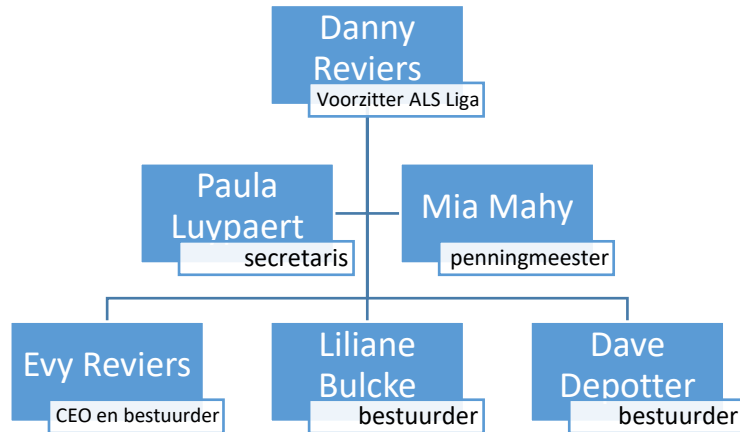 Danny
Reviers
Voorzitter ALS Liga
Paula
Luypaert
secretaris
Mia Mahy
penningmeester
Evy Reviers
CEO en bestuurder
Liliane
Bulcke
bestuurder
Dave
Depotter
bestuurder